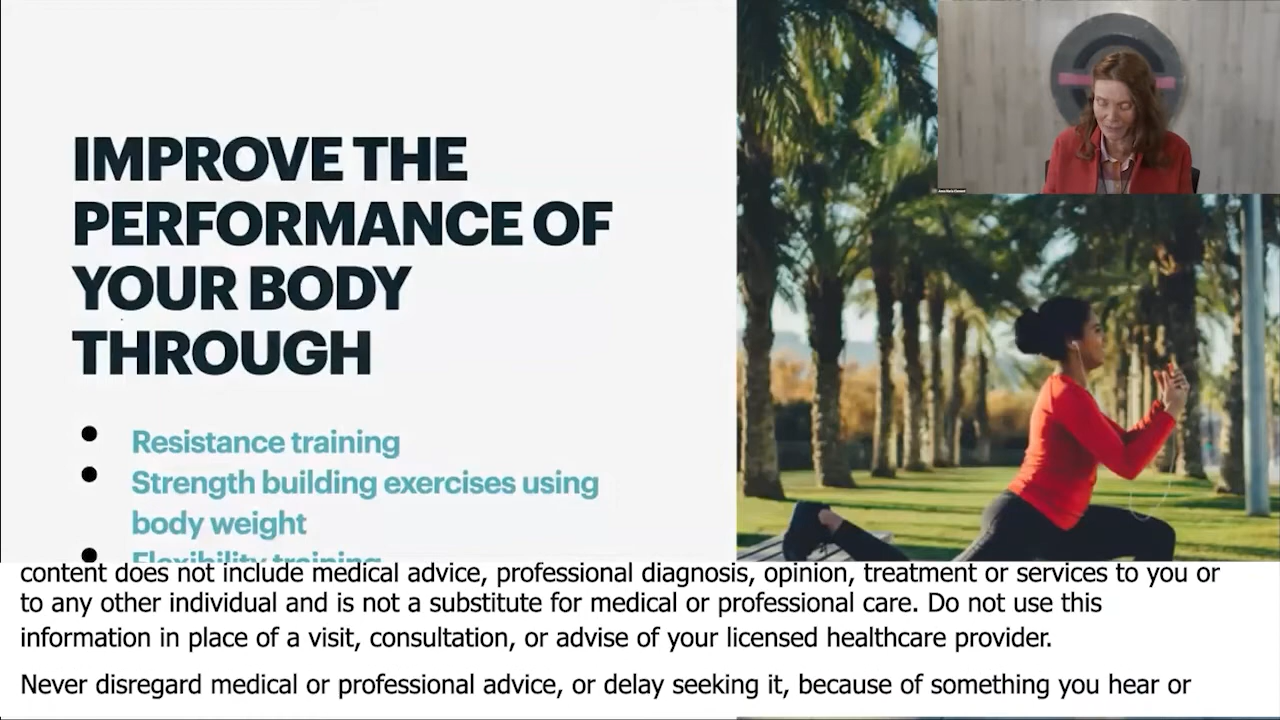 IMPROVE THE
PERFORMANCE OF
YOUR BODY
THROUGH
Resistance training
Strength building exercises using
body weight
Flexibility training
content does not include medical advice, professional diagnosis, opinion, treatment or services to you or
to any other individual and is not a substitute for medical or professional care. Do not use this
information in place of a visit, consultation, or advise of your licensed healthcare provider.
Never disregard medical or professional advice, or delay seeking it, because of something you hear or